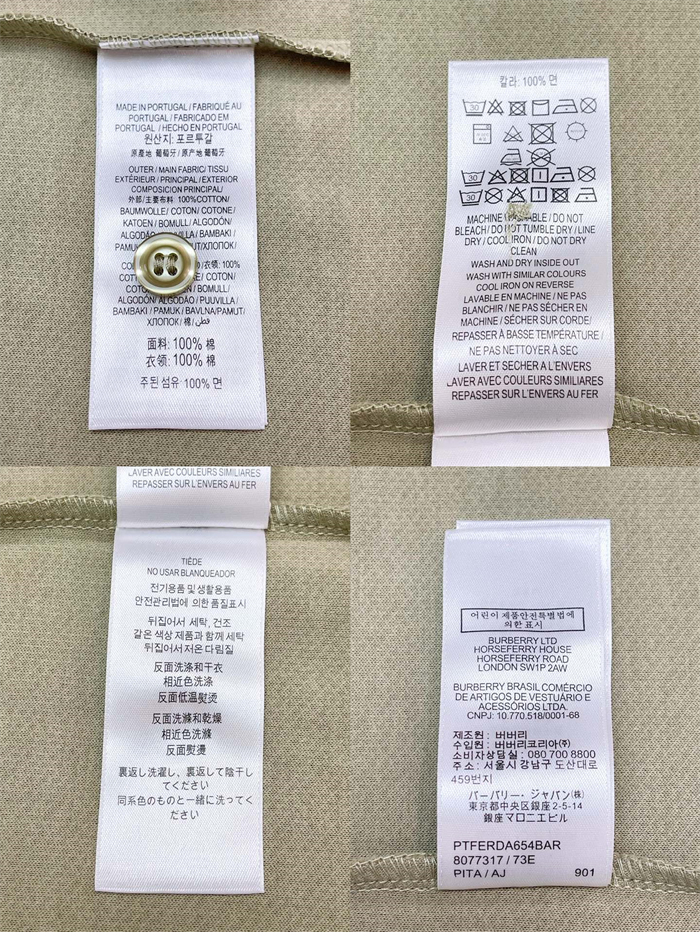 MADE IN PORTUGAL / FABRIQUÉ AU
PORTUGAL / FABRICADO EM
PORTUGAL / HECHO EN PORTUGAL
원산지: 포르투갈
原產地 葡萄牙 / 原产地 葡萄牙
OUTER / MAIN FABRIC/ TISSU
EXTÉRIEUR / PRINCIPAL / EXTERIOR
COMPOSICION PRINCIPAL/
外部/主要布料 100%COTTON/
BAUMWOLLE / COTON / COTONE /
KATOEN / BOMULL / ALGODÓN/
BAMBAKI /
/衣領: 100%
COTON/
/ BOMULL/
ALGODÓN/ ALGODÃO / PUUVILLA/
BAMBAKI / PAMUK / BAVLNA/PAMUT/
ХЛОПОК / 棉/ قطن
面料: 100% 棉
衣领: 100% 棉
주된 섬유 100% 면
칼라: 100% 면
30
30
30
MACHINE / DO NOT
BLEACH / DO NOT TUMBLE DRY / LINE
DRY / COOL IRON / DO NOT DRY
CLEAN
WASH AND DRY INSIDE OUT
WASH WITH SIMILAR COLOURS
COOL IRON ON REVERSE
LAVABLE EN MACHINE / NE PAS
BLANCHIR / NE PAS SÉCHER EN
MACHINE / SÉCHER SUR CORDE/
REPASSER À BASSE TEMPÉRATURE /
NE PAS NETTOYER À SEC
LAVER ET SECHER A L'ENVERS
LAVER AVEC COULEURS SIMILIARES
REPASSER SUR L'ENVERS AU FER
LAVER AVEC COULEURS SIMILIARES
REPASSER SUR L'ENVERS AU FER
TIÈDE
NO USAR BLANQUEADOR
전기용품 및 생활용품
안전관리법에 의한 품질표시
뒤집어서 세탁, 건조
같은 색상 제품과 함께 세탁
뒤집어서 저온 다림질
反面洗涤和干衣
相近色洗涤
反面低温熨烫
反面洗滌和乾燥
相近色洗滌
反面熨燙
裏返し洗濯し、裏返して陰干し
てください
同系色のものと一緒に洗ってく
ださい
어린이 제품안전특별법에
의한 표시
BURBERRY LTD
HORSEFERRY HOUSE
HORSEFERRY ROAD
LONDON SW1P 2AW
BURBERRY BRASIL COMÉRCIO
DE ARTIGOS DE VESTUÁRIO E
ACESSÓRIOS LTDA.
CNPJ: 10.770.518/0001-68
제조원 : 버버리
수입원 : 버버리코리아(주)
소비자상담실 : 080 700 8800
주 소 : 서울시 강남구 도산대로
459번지
バーバリー・ジャパン(株)
東京都中央区銀座 2-5-14
銀座マロニエビル
PTFERDA654BAR
8077317 / 73E
PITA / AJ 901